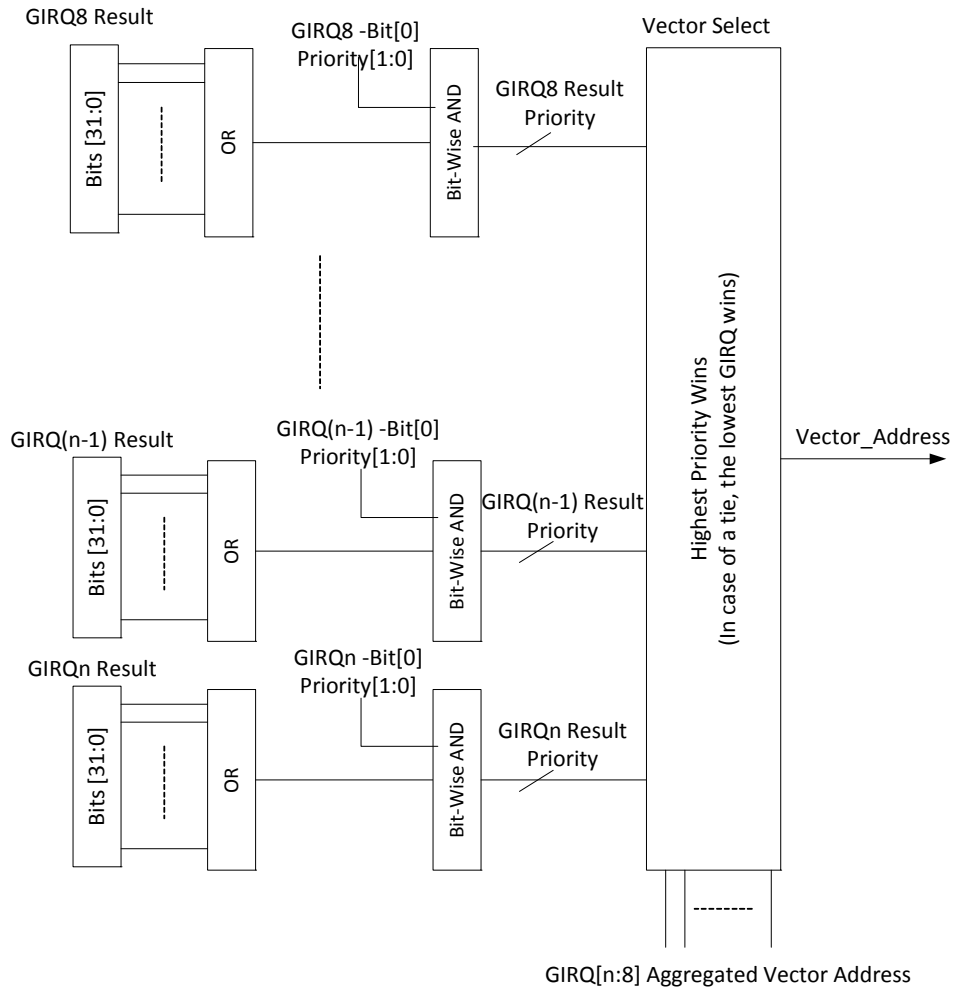 GIRQ8 Result
Bits [31:0]
OR
GIRQ8 -Bit[0]
Priority[1:0]
Bit-Wise AND
GIRQ8 Result
Priority
Vector Select
GIRQ(n-1) Result
Bits [31:0]
OR
GIRQ(n-1) -Bit[0]
Priority[1:0]
Bit-Wise AND
GIRQ(n-1) Result
Priority
Highest Priority Wins
(In case of a tie, the lowest GIRQ wins)
Vector_Address
GIRQn Result
Bits [31:0]
OR
GIRQn -Bit[0]
Priority[1:0]
Bit-Wise AND
GIRQn Result
Priority
GIRQ[n:8] Aggregated Vector Address